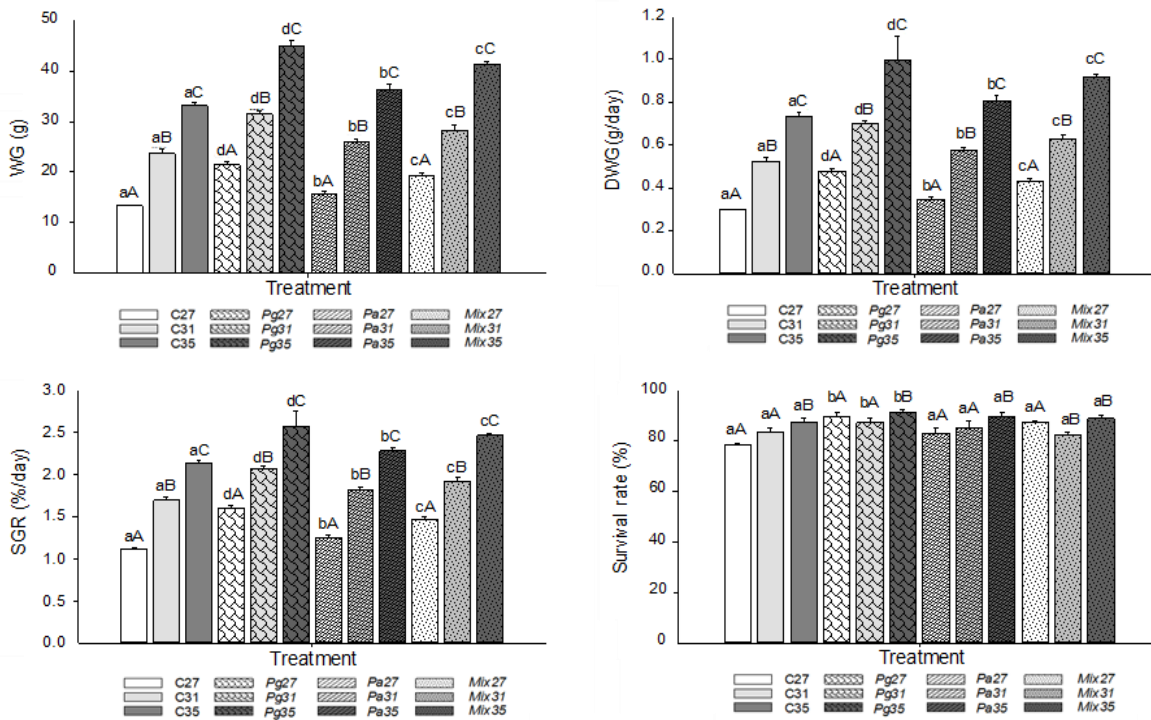 WG (g)
50
40
30
20
10
0
aA
aB
aC
dA
dB
dC
bA
bB
bC
cA
cB
cC
Treatment
C27 Pg27 Pa27 Mix27
C31 Pg31 Pa31 Mix31
C35 Pg35 Pa35 Mix35
DWG(g/day)
1.2
1.0
0.8
0.6
0.4
0.2
0.0
aA
aB
aC
dA
dB
dC
bA
bB
bC
cA
cB
cC
Treatment
C27 Pg27 Pa27 Mix27
C31 Pg31 Pa31 Mix31
C35 Pg35 Pa35 Mix35
SGR (%/day)
3.0
2.5
2.0
1.5
1.0
0.5
0.0
aA
aB
aC
dA
dB
dC
bA
bB
bC
cA
cB
cC
Treatment
C27 Pg27 Pa27 Mix27
C31 Pg31 Pa31 Mix31
C35 Pg35 Pa35 Mix35
Survival rate (%)
100
80
60
40
20
0
aA
aA
aB
bA
bA
bB
aA
aA
aB
aA
aB
aB
Treatment
C27 Pg27 Pa27 Mix27
C31 Pg31 Pa31 Mix31
C35 Pg35 Pa35 Mix35